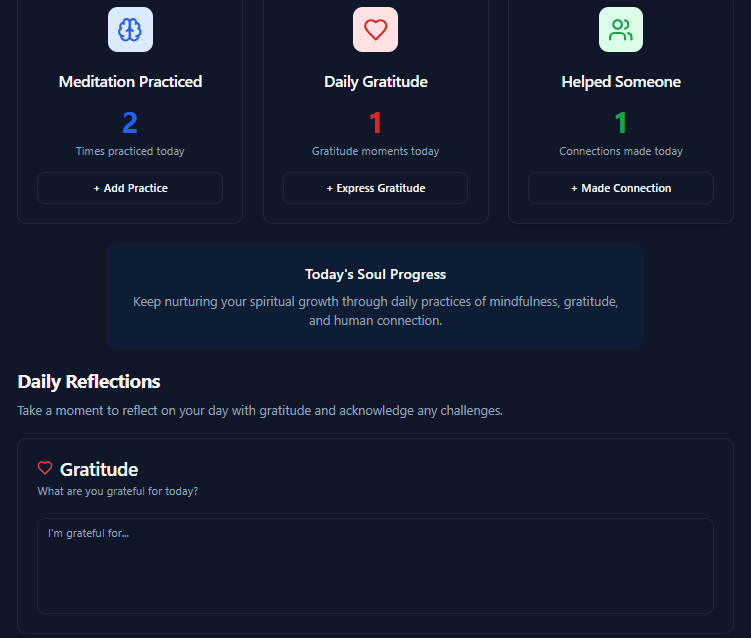 Meditation Practiced
2
Times practiced today
+ Add Practice
Daily Gratitude
1
Gratitude moments today
+ Express Gratitude
Helped Someone
1
Connections made today
+ Made Connection
Today's Soul Progress
Keep nurturing your spiritual growth through daily practices of mindfulness, gratitude,
and human connection.
Daily Reflections
Take a moment to reflect on your day with gratitude and acknowledge any challenges.
Gratitude
What are you grateful for today?
I'm grateful for...